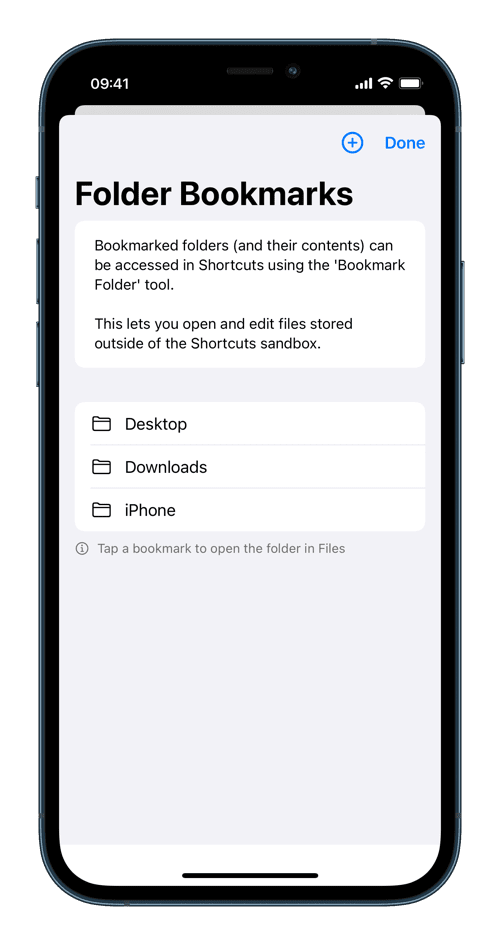 09:41
Done
Folder Bookmarks
Bookmarked folders (and their contents) can
be accessed in Shortcuts using the 'Bookmark
Folder' tool.
This lets you open and edit files stored
outside of the Shortcuts sandbox.
Desktop
Downloads
iPhone
Tap a bookmark to open the folder in Files